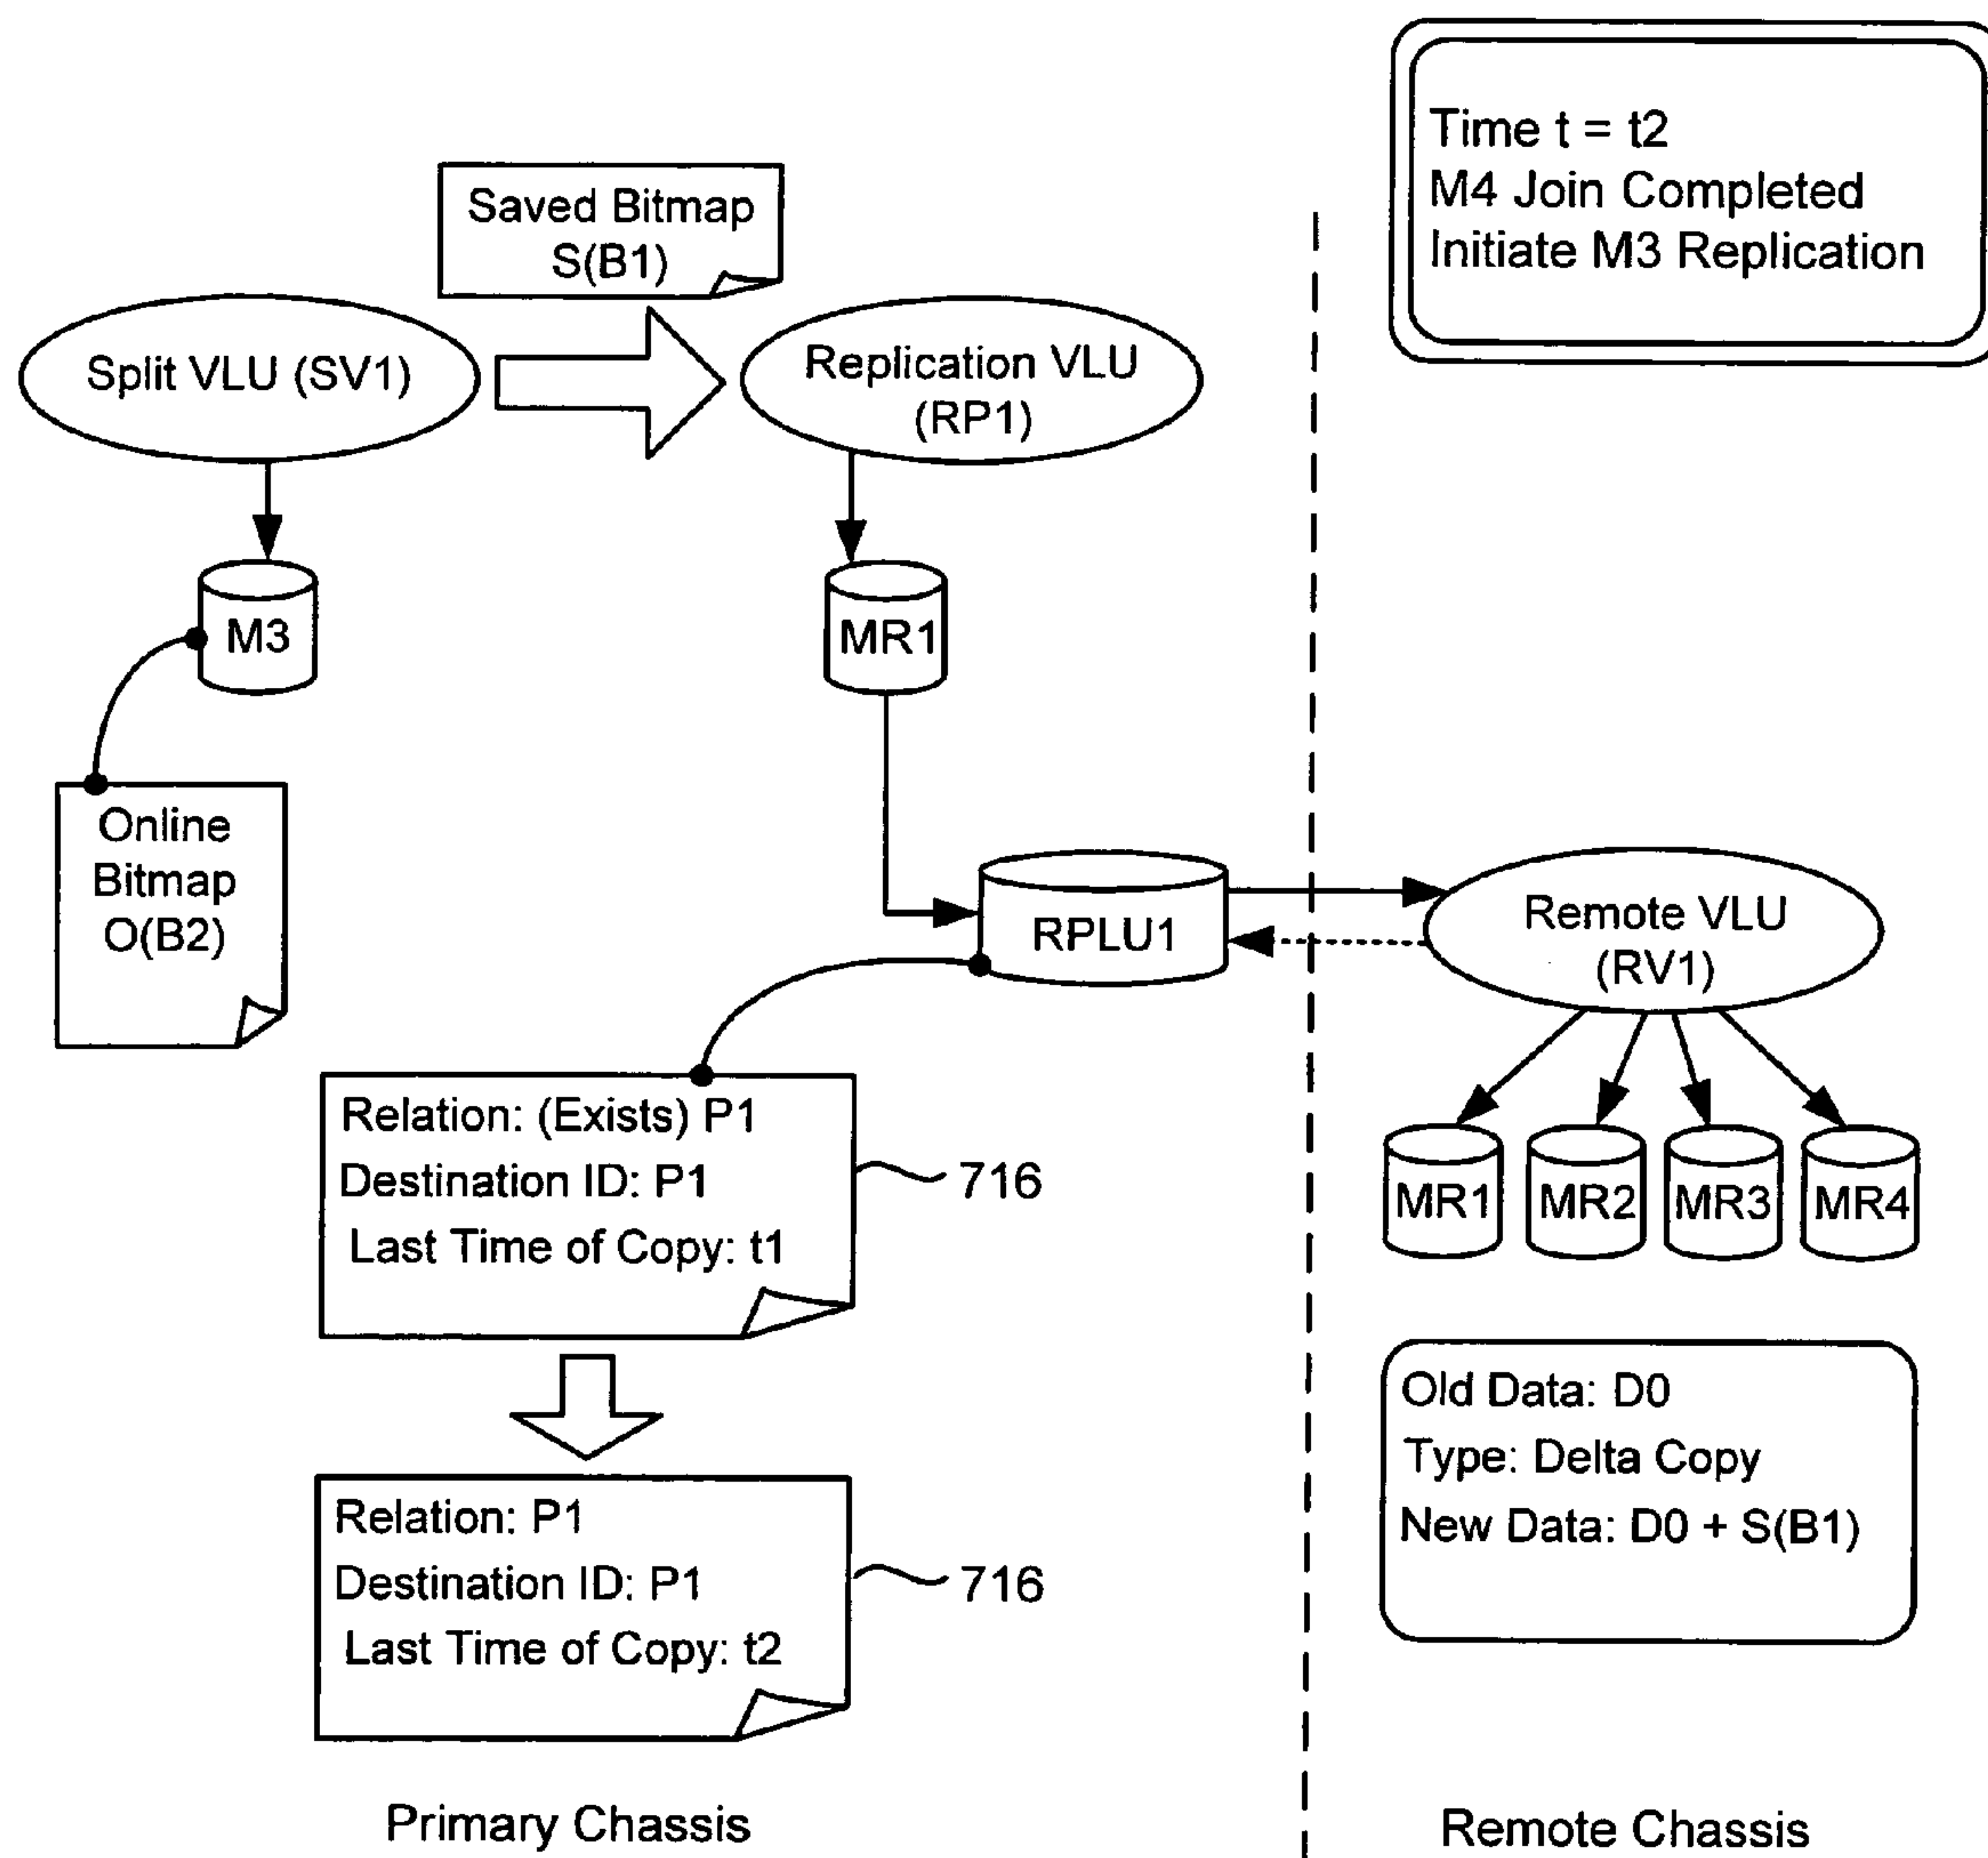 Time t = t2
M4 Join Completed
Initiate M3 Replication
Saved Bitmap
S(B1)
Split VLU (SV1)
Replication VLU
(RP1)
M3
MR1
Online
Bitmap
O(B2)
RPLU1
Remote VLU
(RV1)
Relation: (Exists) P1
Destination ID: P1
Last Time of Copy: t1
716
MR1
MR2
MR3
MR4
Old Data: D0
Type: Delta Copy
New Data: D0 + S(B1)
Relation: P1
Destination ID: P1
Last Time of Copy: t2
716
Primary Chassis
Remote Chassis